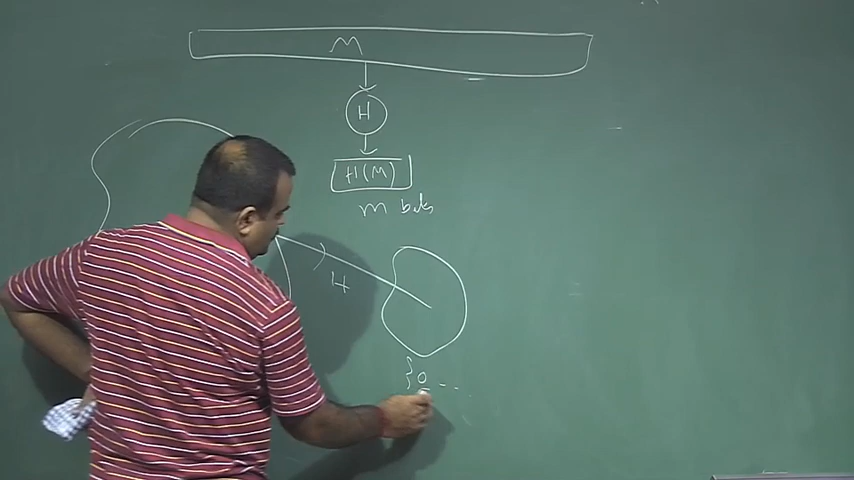 M
H
H(M)
m bits
H
{ 0 - - .